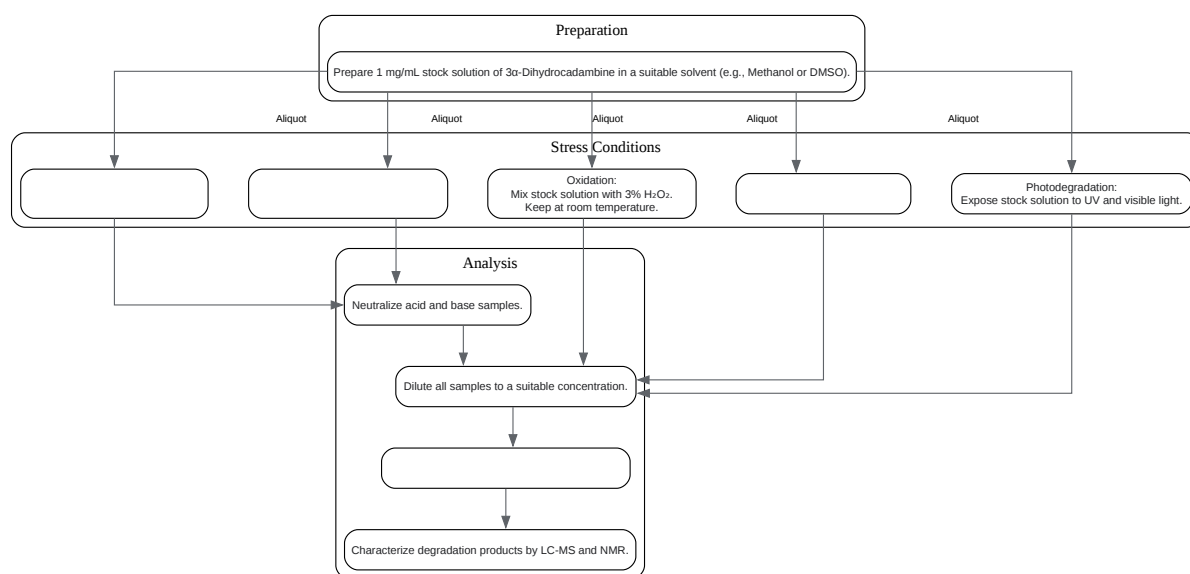 Preparation
Prepare 1 mg/mL stock solution of 3α-Dihydrocadambine in a suitable solvent (e.g., Methanol or DMSO).
Aliquot
Aliquot
Aliquot
Aliquot
Aliquot
Stress Conditions
Oxidation:
Mix stock solution with 3% H₂O₂.
Keep at room temperature.
Photodegradation:
Expose stock solution to UV and visible light.
Analysis
Neutralize acid and base samples.
Dilute all samples to a suitable concentration.
Characterize degradation products by LC-MS and NMR.